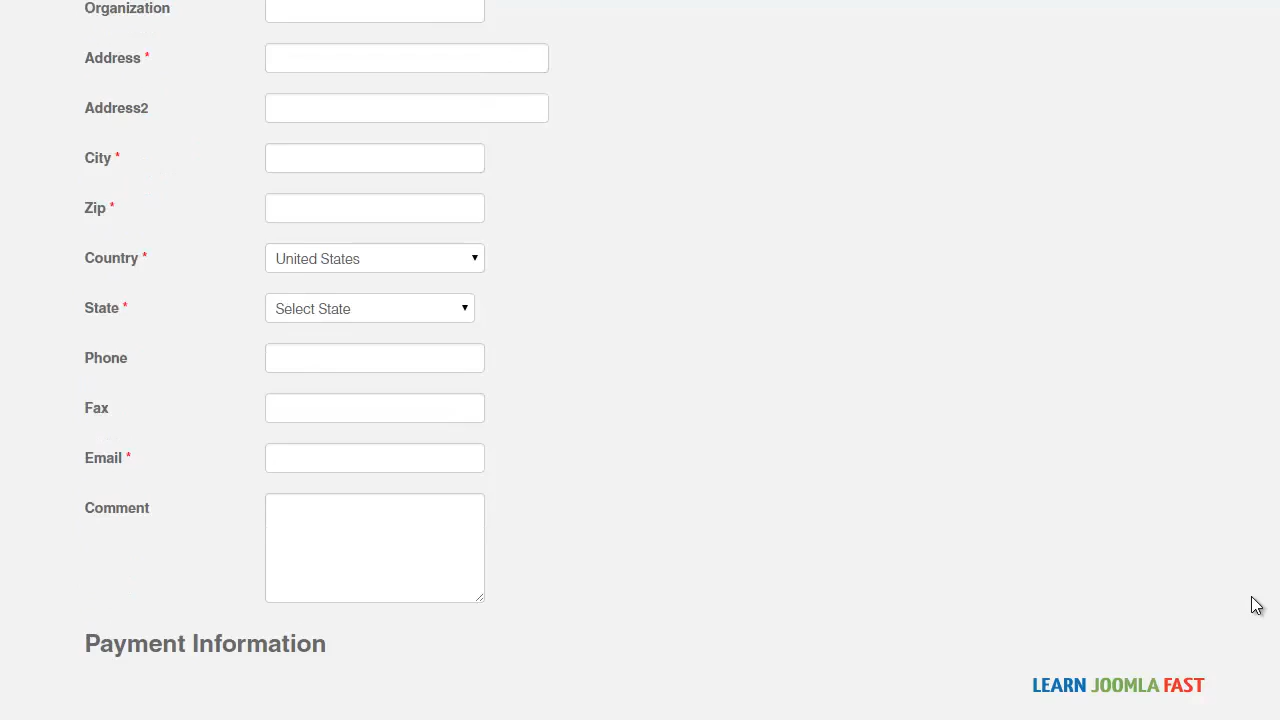 Organization
Address *
Address2
City *
Zip *
Country *
United States
State *
Select State
Phone
Fax
Email *
Comment
Payment Information
LEARN JOOMLA FAST